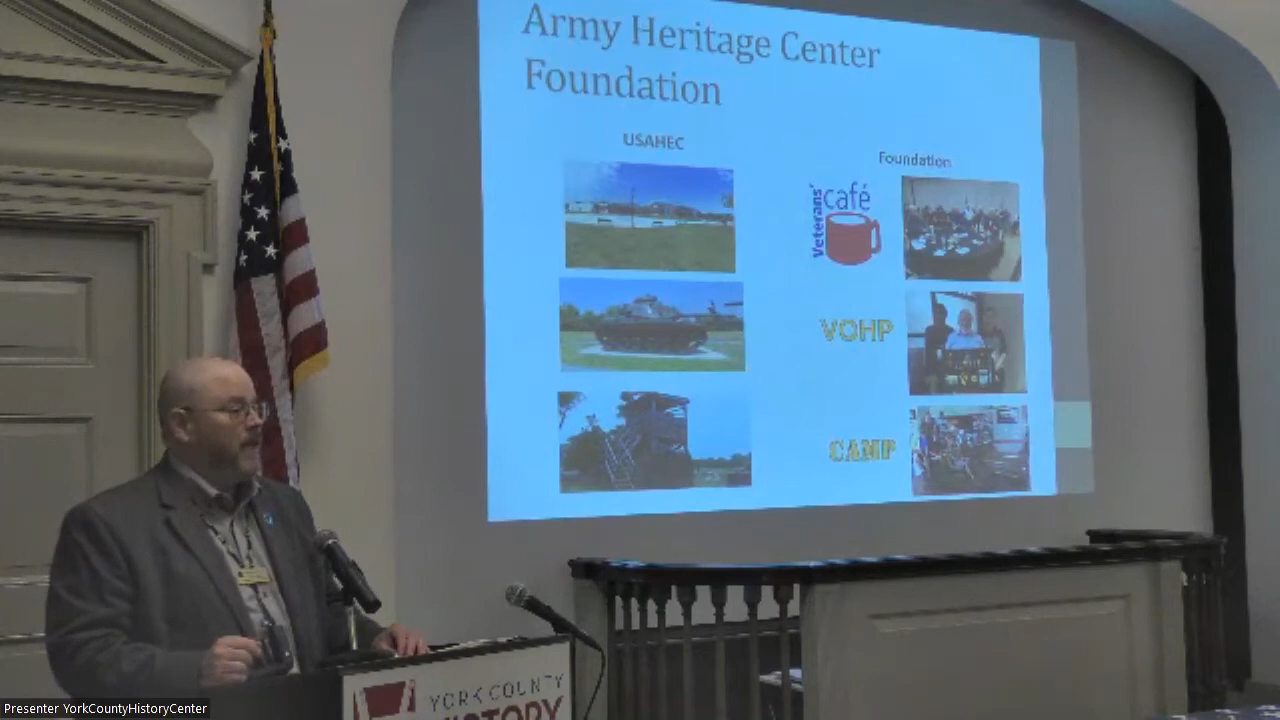 Army Heritage Center
Foundation
USAHEC
Foundation
Veterans'
café
VOHP
CAMP
YORK COUNTY
HISTORY
Presenter YorkCountyHistoryCenter